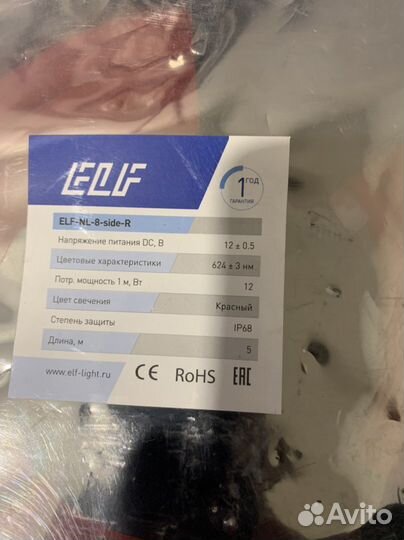 ELF
1 ГОД
ГАРАНТИЯ
ELF-NL-8-side-R
Напряжение питания DC, В 12 ± 0.5
Цветовые характеристики 624 ± 3 нм
Потр. мощность 1 м, Вт 12
Цвет свечения Красный
Степень защиты IP68
Длина, м 5
www.elf-light.ru CE RoHS EAC
Avito